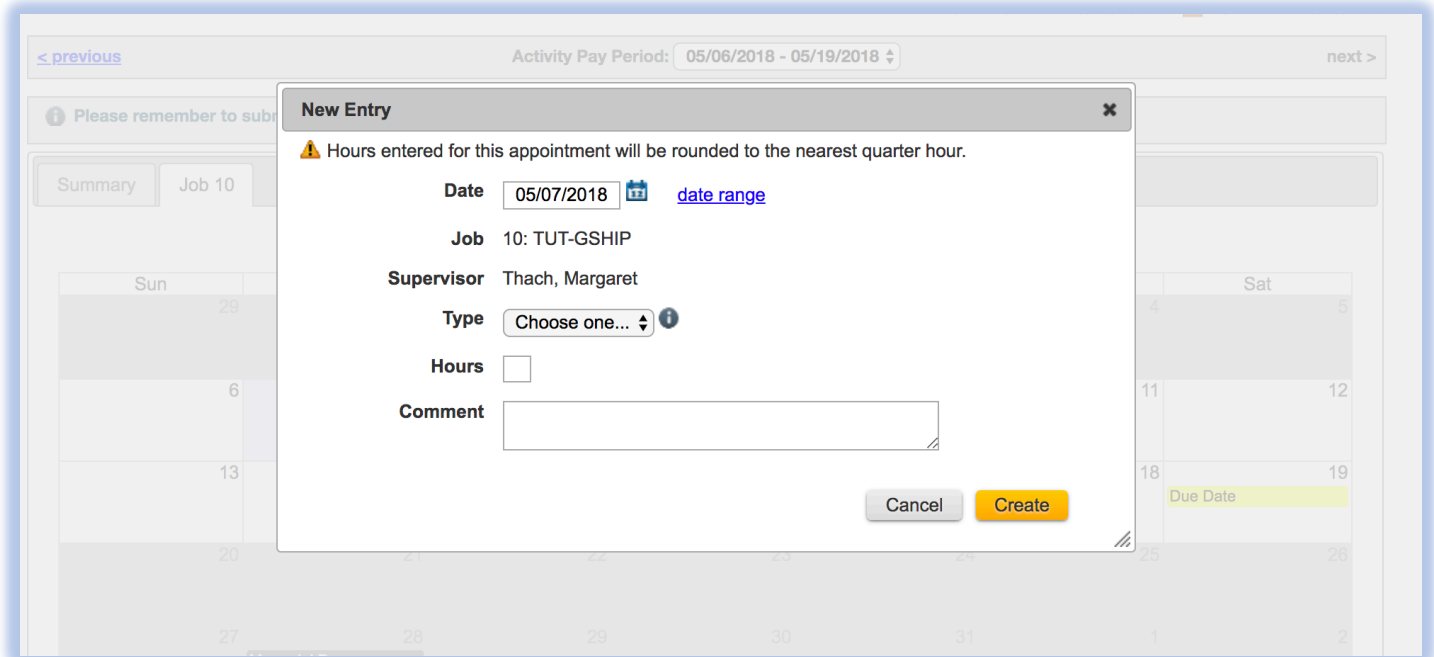 < previous
Activity Pay Period: 05/06/2018 - 05/19/2018
next >
Please remember to
New Entry
Hours entered for this appointment will be rounded to the nearest quarter hour.
Summary
Job 10
Date 05/07/2018 12 date range
Job 10: TUT-GSHIP
Supervisor Thach, Margaret
Type Choose one...
Hours
Comment
Cancel Create
Sun
Sat
29 4 5
6 11 12
13 18 19
Due Date
20 21 22 23 24 25 26
27 28 29 30 31 1 2